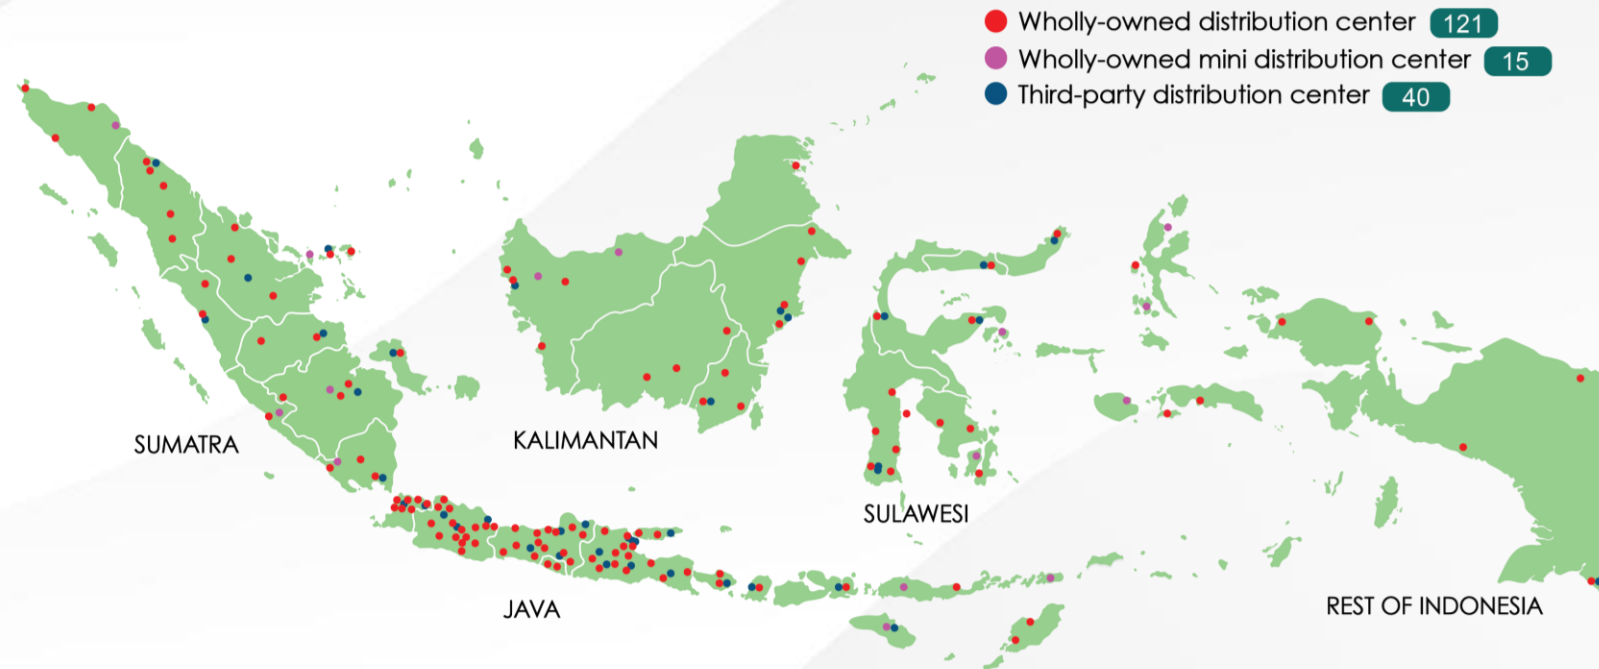 Wholly-owned distribution center 121
Wholly-owned mini distribution center 15
Third-party distribution center 40
SUMATRA
KALIMANTAN
SULAWESI
JAVA
REST OF INDONESIA